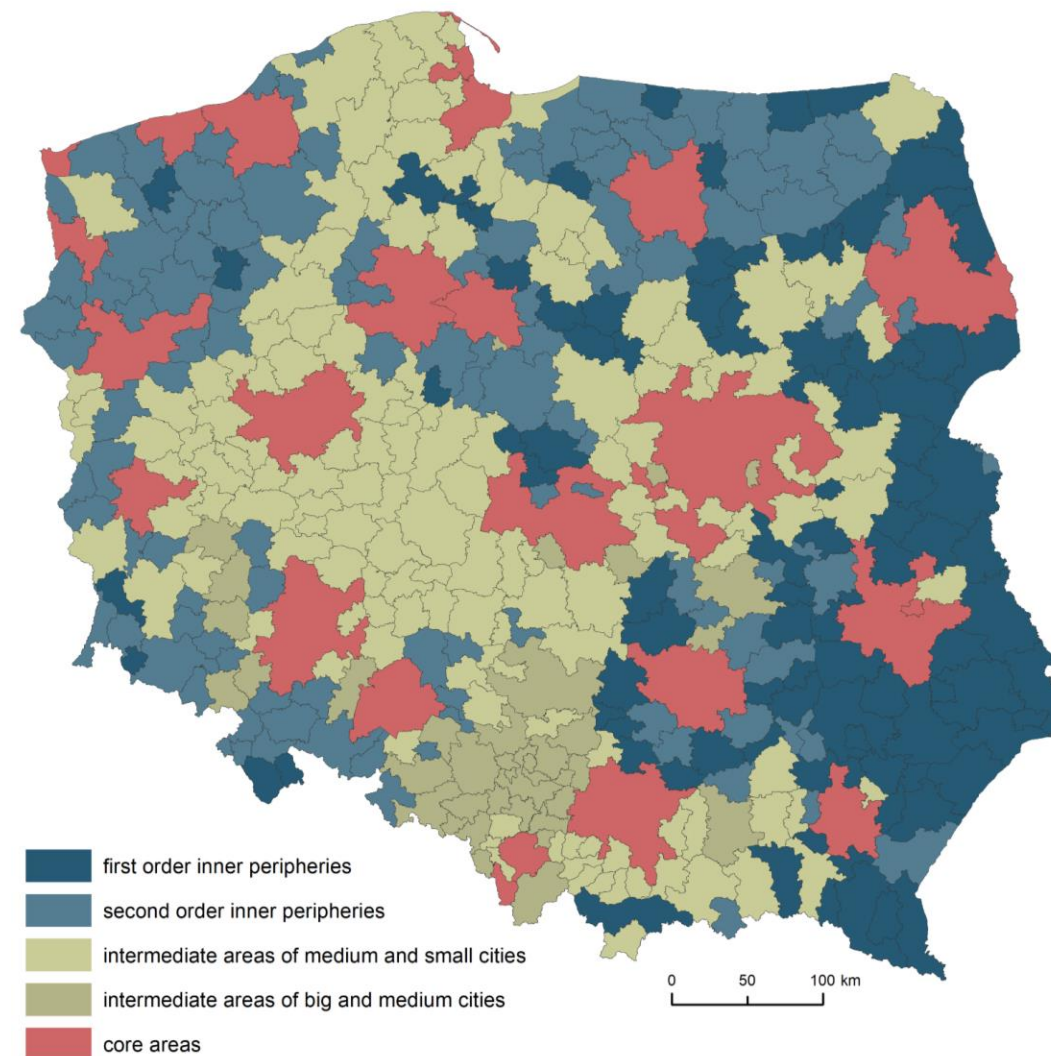 first order inner peripheries
second order inner peripheries
intermediate areas of medium and small cities
intermediate areas of big and medium cities
core areas
0 50 100 km